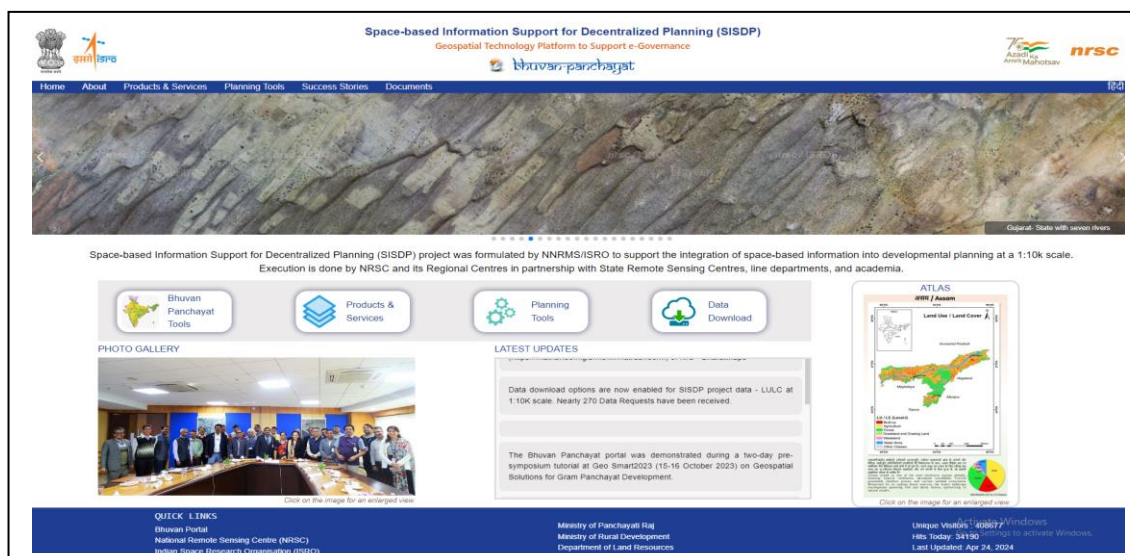 Space-based Information Support for Decentralized Planning (SISDP)
Geospatial Technology Platform to Support e-Governance
bhuvan-panchayat
इसरो isro
75
Azadi Ka
Amrit Mahotsav
nrsc
Home About Products & Services Planning Tools Success Stories Documents हिंदी
Gujarat- State with seven rivers
Space-based Information Support for Decentralized Planning (SISDP) project was formulated by NNRMS/ISRO to support the integration of space-based information into developmental planning at a 1:10k scale.
Execution is done by NRSC and its Regional Centres in partnership with State Remote Sensing Centres, line departments, and academia.
Bhuvan
Panchayat
Tools
Products &
Services
Planning
Tools
Data
Download
ATLAS
असम / Assam
Land Use / Land Cover
PHOTO GALLERY
Click on the image for an enlarged view
LATEST UPDATES
Data download options are now enabled for SISDP project data - LULC at
1:10K scale. Nearly 270 Data Requests have been received.
The Bhuvan Panchayat portal was demonstrated during a two-day pre-
symposium tutorial at Geo Smart2023 (15-16 October 2023) on Geospatial
Solutions for Gram Panchayat Development.
Click on the image for an enlarged view
QUICK LINKS
Bhuvan Portal
National Remote Sensing Centre (NRSC)
Indian Space Research Organisation (ISRO)
Ministry of Panchayati Raj
Ministry of Rural Development
Department of Land Resources
Unique Visitors : 408677
Hits Today: 34190
Last Updated: Apr 24, 2024
Activate Windows
Go to Settings to activate Windows.